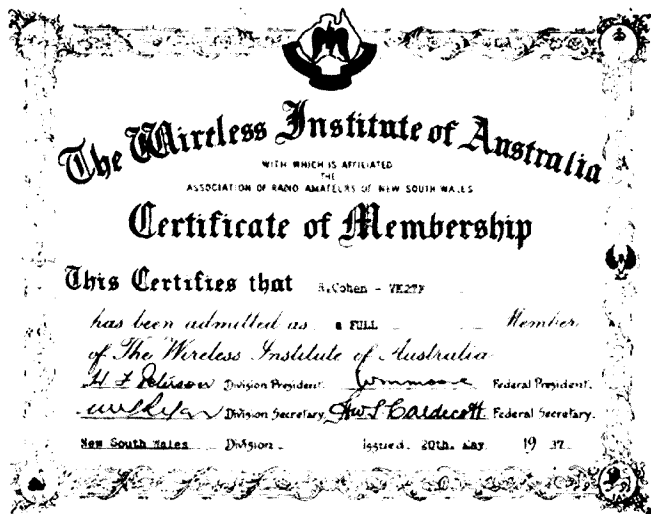 The Wireless Institute of Australia
WITH WHICH IS AFFILIATED
THE
ASSOCIATION OF RADIO AMATEURS OF NEW SOUTH WALES
Certificate of Membership
This Certifies that R.Cohen - VK2TF
has been admitted as a FULL Member
of The Wireless Institute of Australia
Division President. Federal President.
Division Secretary. Federal Secretary.
New South Wales Division issued 20th. May 19 37.